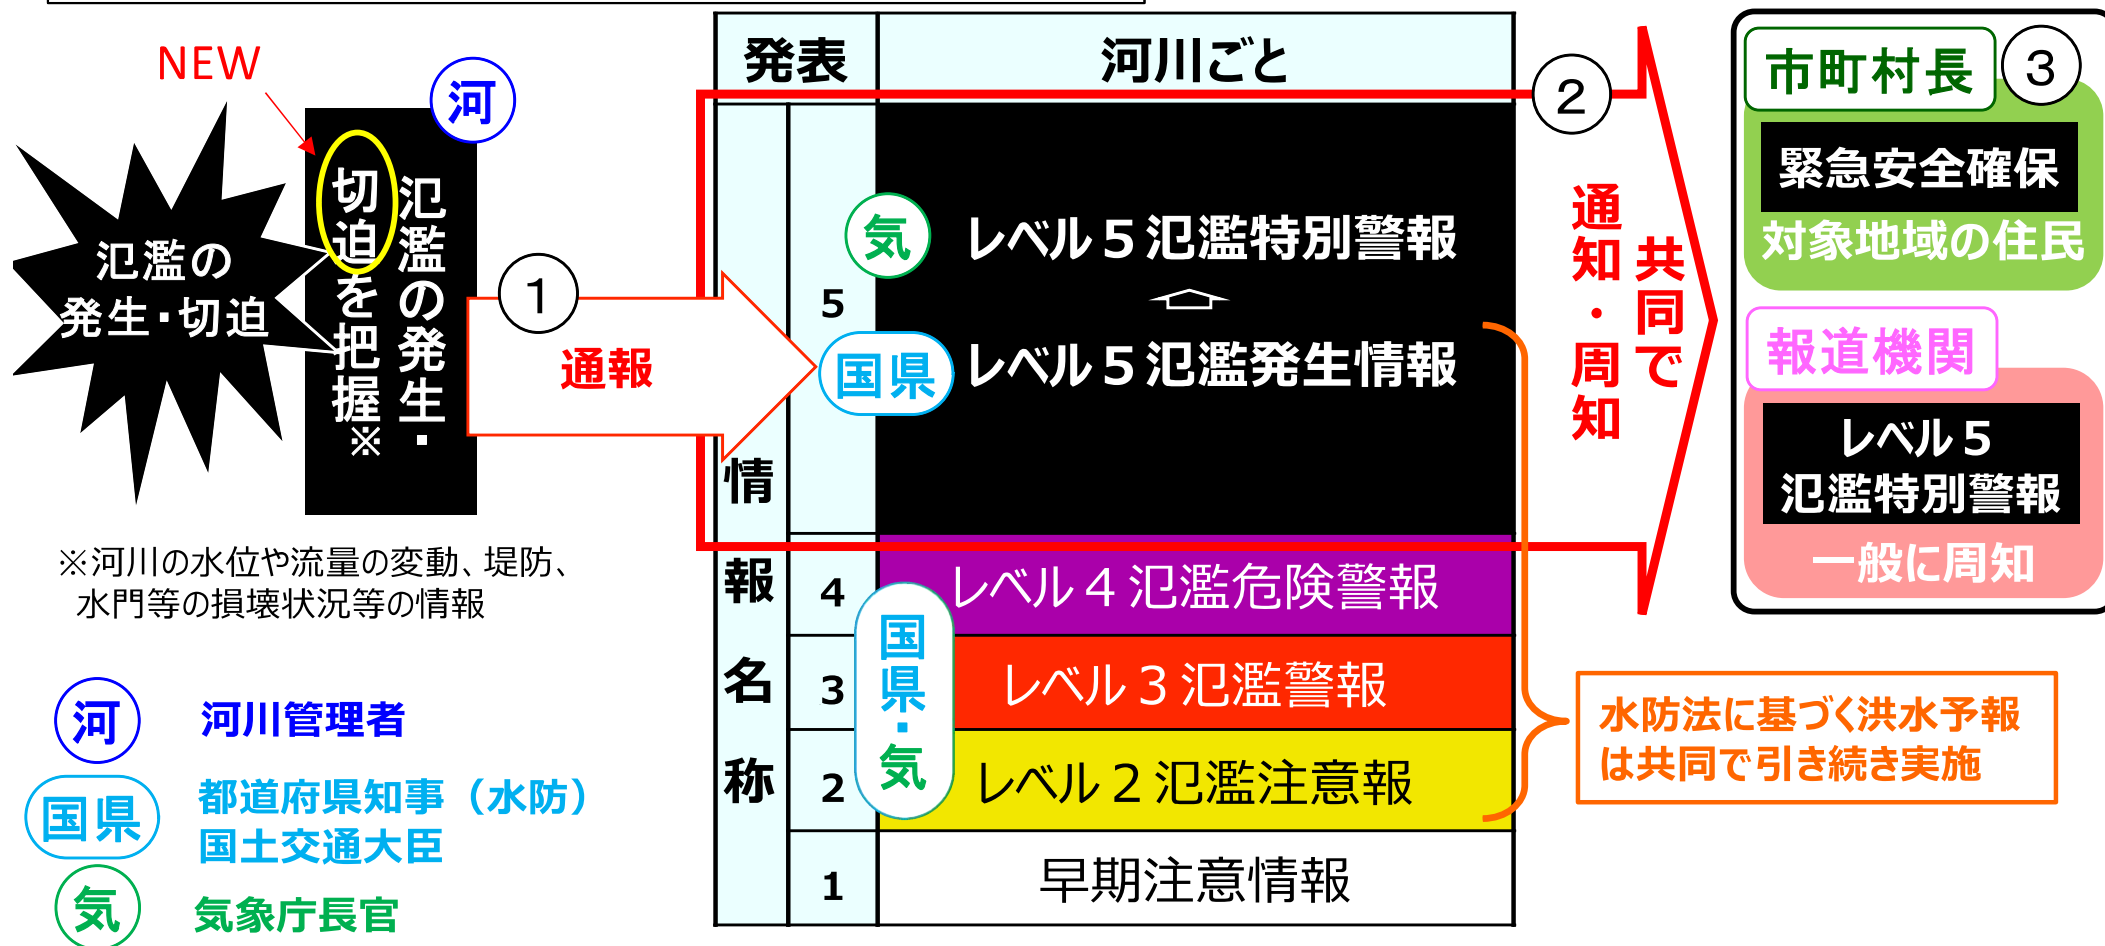 NEW
河
氾濫の
発生・切迫
氾濫の発生・
切迫を把握※
※河川の水位や流量の変動、堤防、
水門等の損壊状況等の情報
河 河川管理者
国県 都道府県知事（水防）
国土交通大臣
気 気象庁長官
1
通報
発表 河川ごと
情報名称
5
気 レベル５氾濫特別警報
国県 レベル５氾濫発生情報
国県・気
4 レベル４氾濫危険警報
3 レベル３氾濫警報
2 レベル２氾濫注意報
1 早期注意情報
2
共同で
通知・周知
水防法に基づく洪水予報
は共同で引き続き実施
市町村長 3
緊急安全確保
対象地域の住民
報道機関
レベル５
氾濫特別警報
一般に周知